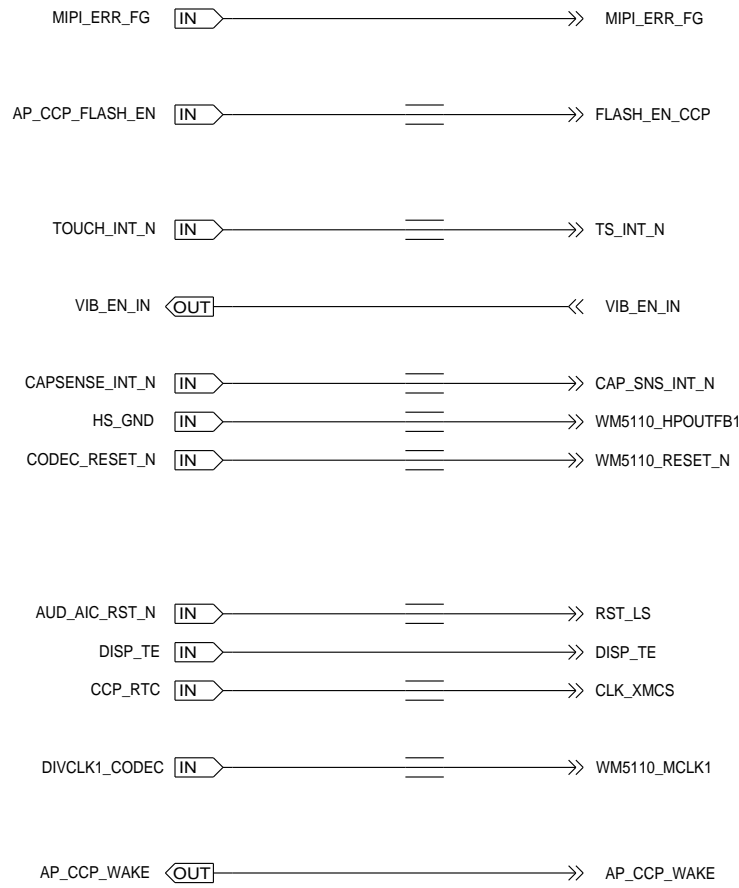 MIPI_ERR_FG IN MIPI_ERR_FG
AP_CCP_FLASH_EN IN FLASH_EN_CCP
TOUCH_INT_N IN TS_INT_N
VIB_EN_IN OUT VIB_EN_IN
CAPSENSE_INT_N IN CAP_SNS_INT_N
HS_GND IN WM5110_HPOUTFB1
CODEC_RESET_N IN WM5110_RESET_N
AUD_AIC_RST_N IN RST_LS
DISP_TE IN DISP_TE
CCP_RTC IN CLK_XMCS
DIVCLK1_CODEC IN WM5110_MCLK1
AP_CCP_WAKE OUT AP_CCP_WAKE